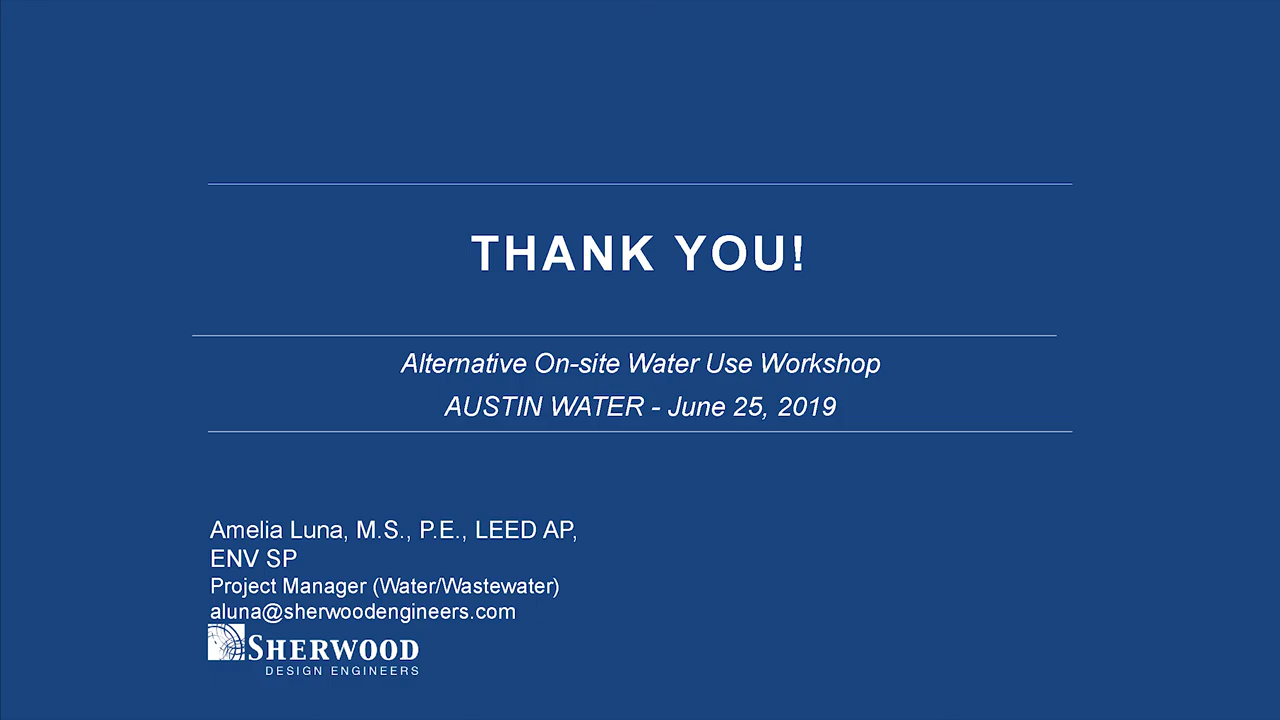 THANK YOU!
Alternative On-site Water Use Workshop
AUSTIN WATER - June 25, 2019
Amelia Luna, M.S., P.E., LEED AP,
ENV SP
Project Manager (Water/Wastewater)
aluna@sherwoodengineers.com
SHERWOOD
DESIGN ENGINEERS